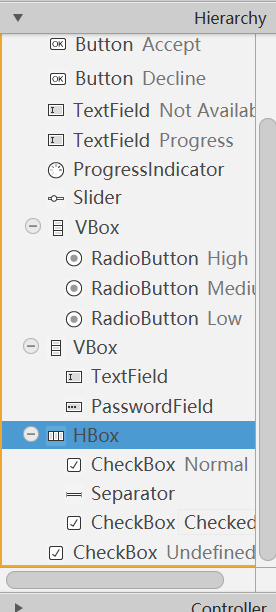 Hierarchy
Button Accept
Button Decline
TextField Not Availab
TextField Progress
ProgressIndicator
Slider
VBox
RadioButton High
RadioButton Mediu
RadioButton Low
VBox
TextField
PasswordField
HBox
CheckBox Normal
Separator
CheckBox Checked
CheckBox Undefined
Controller